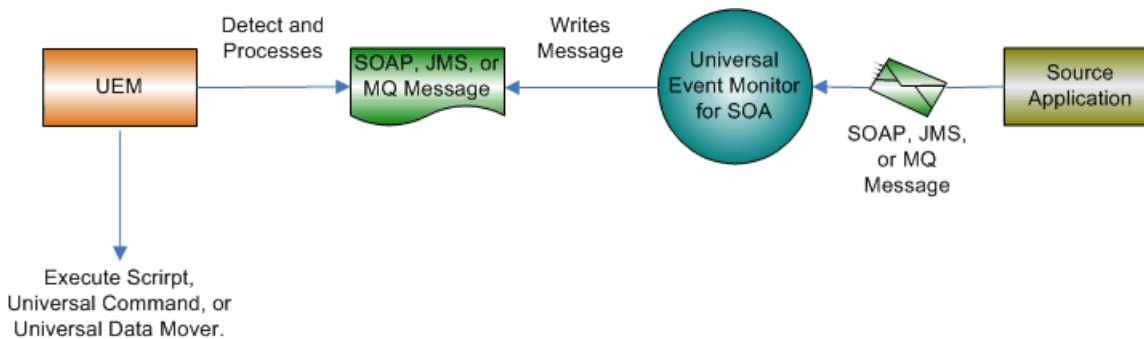 Detect and
Processes
Writes
Message
UEM
SOAP, JMS, or
MQ Message
Universal
Event Monitor
for SOA
Source
Application
SOAP, JMS,
or MQ
Message
Execute Scrirpt,
Universal Command, or
Universal Data Mover.